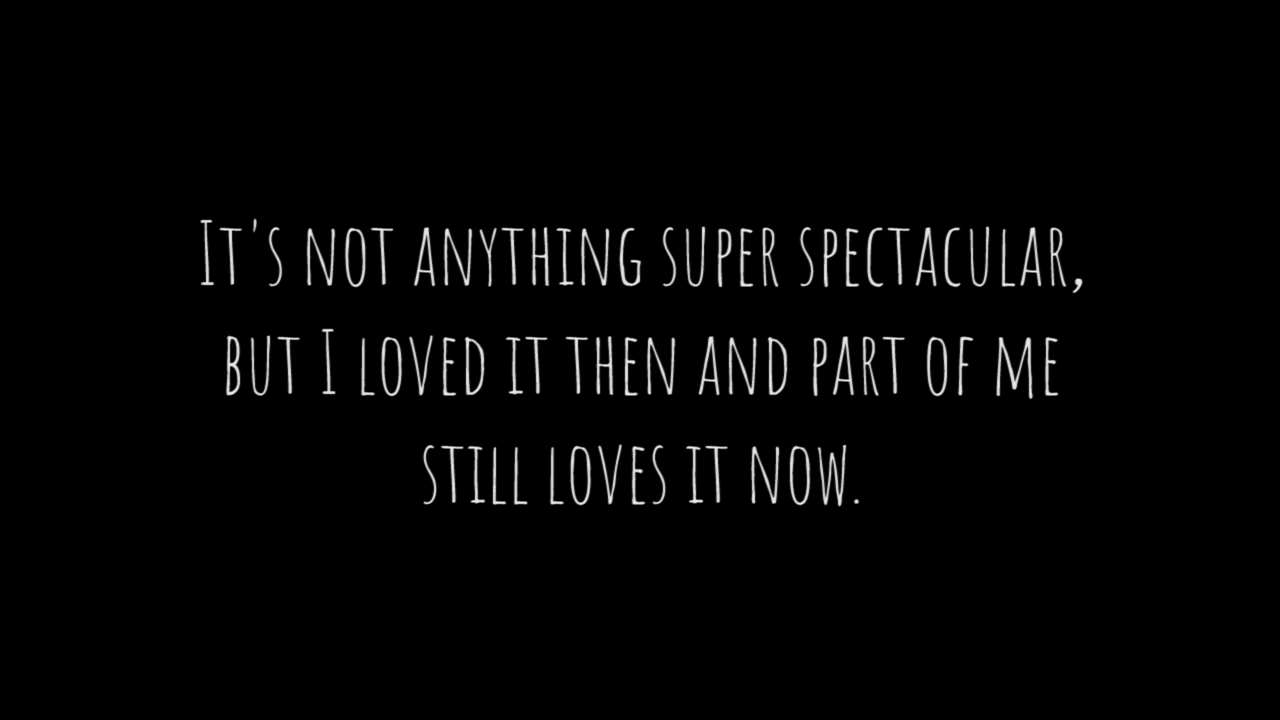 It's not anything super spectacular,
but I loved it then and part of me
still loves it now.